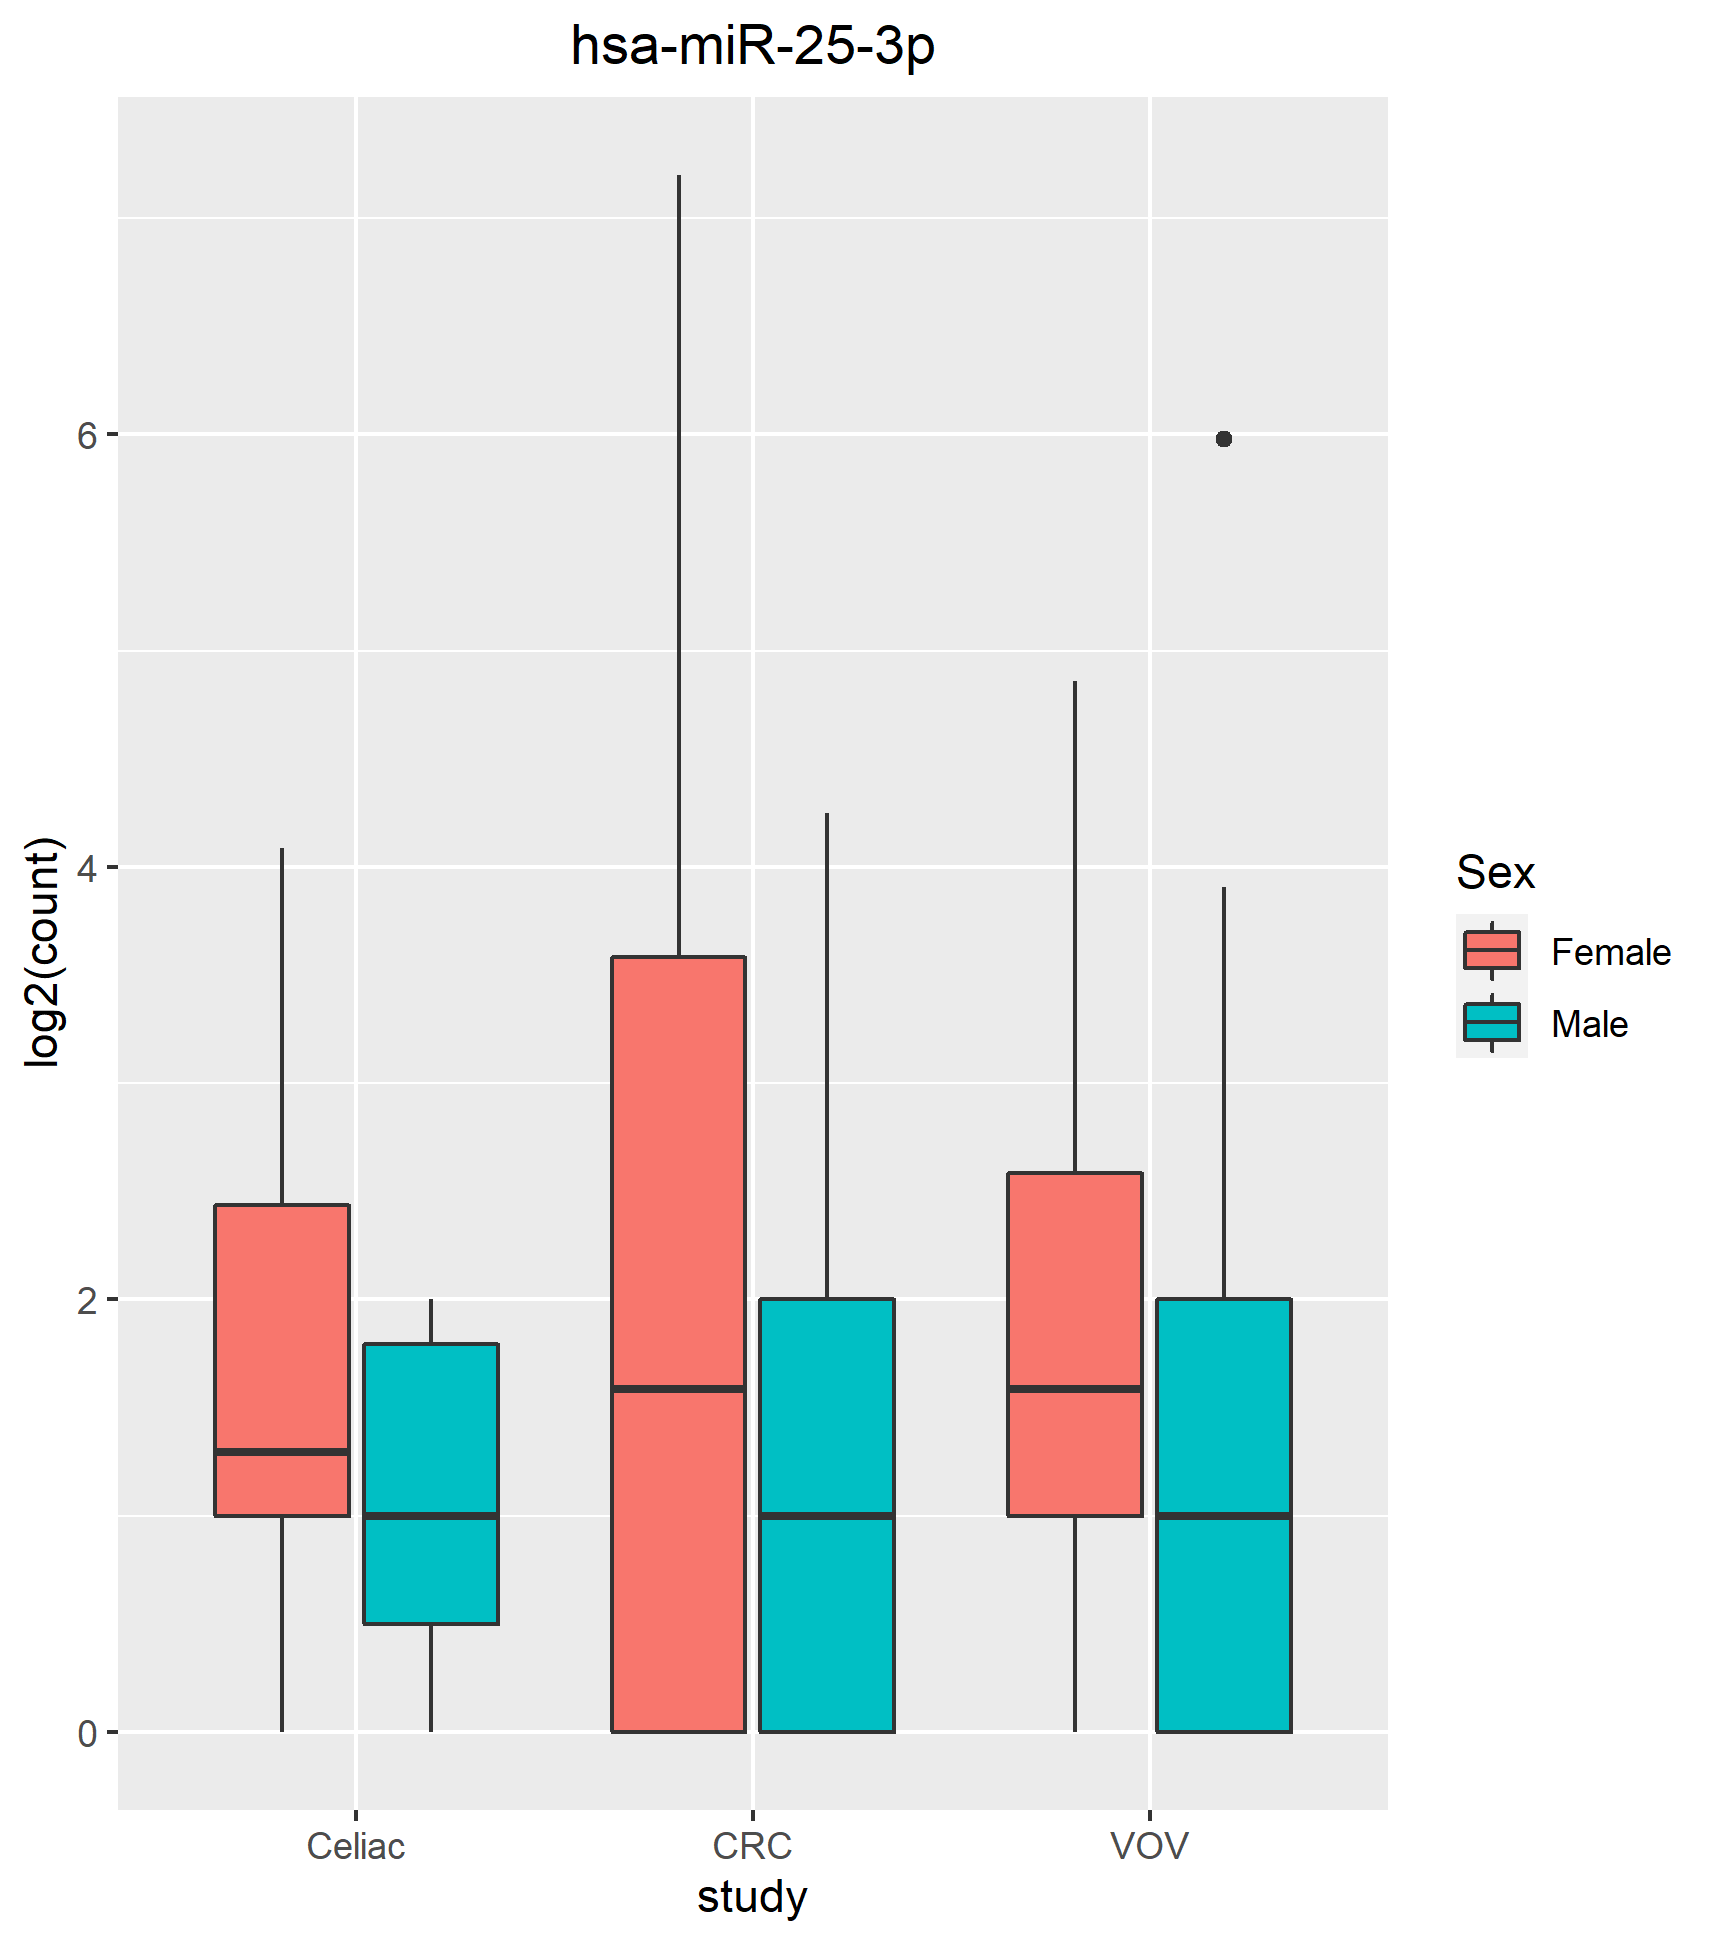 hsa-miR-25-3p
log2(count)
6
4
2
0
Celiac
CRC
VOV
study
Sex
Female
Male